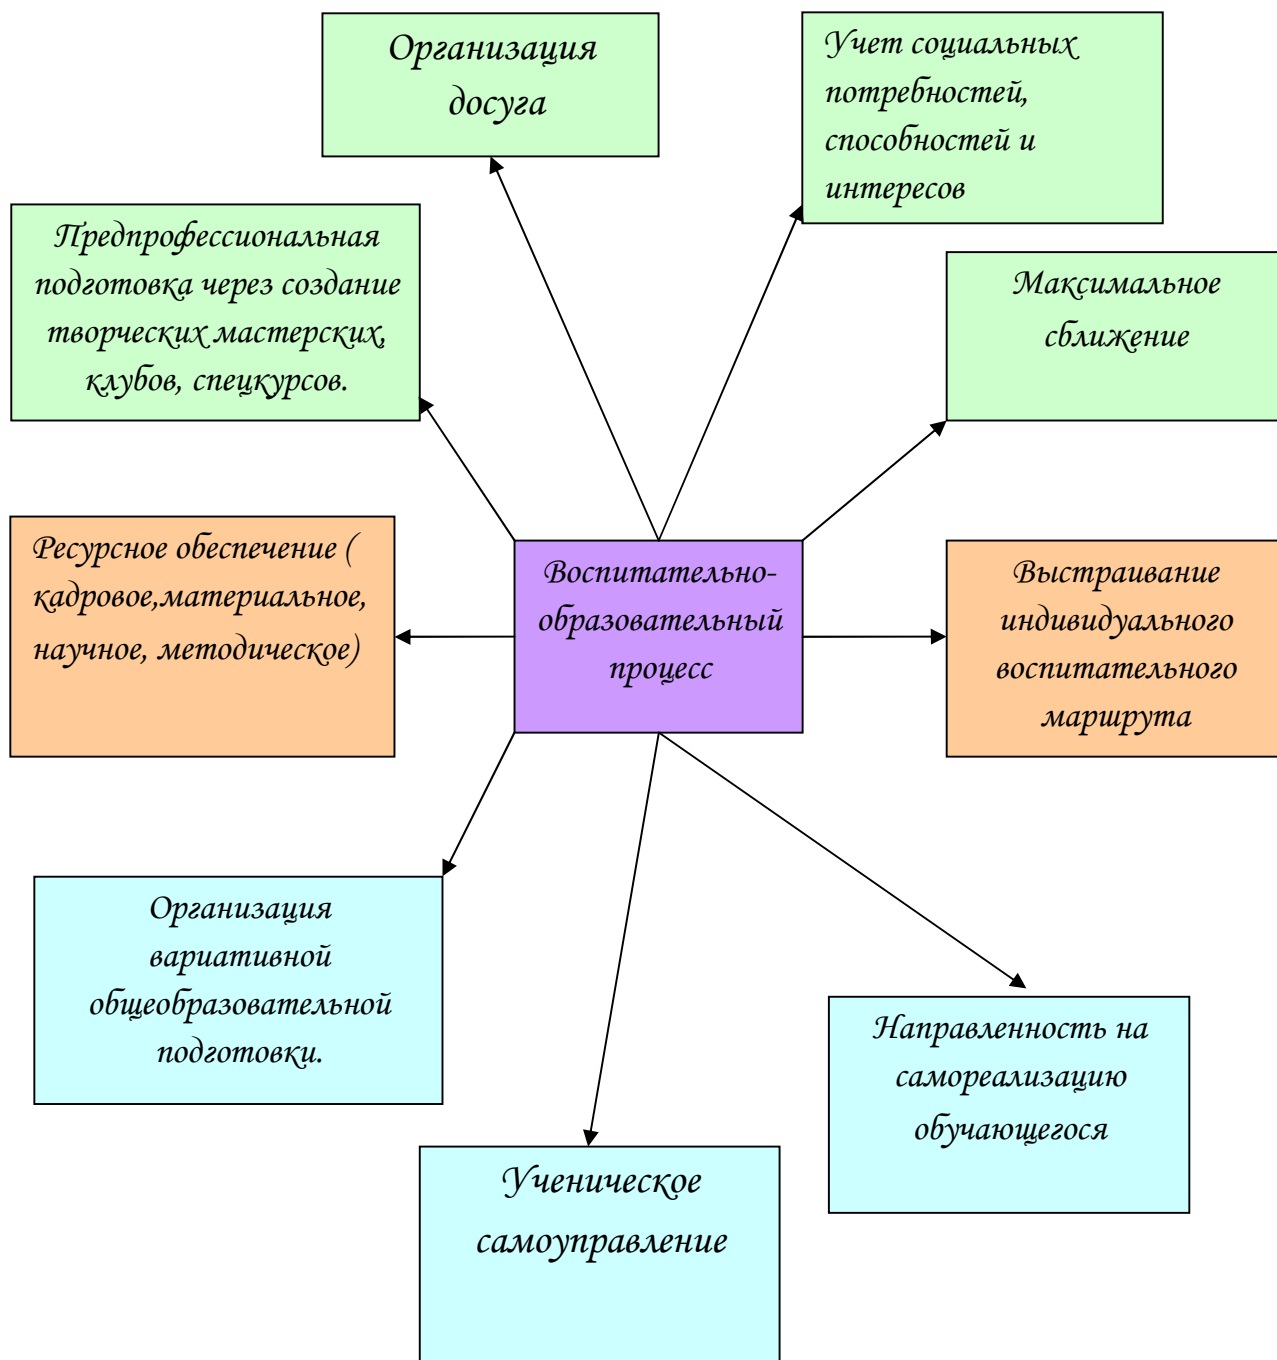 Организация
досуга
Учет социальных
потребностей,
способностей и
интересов
Предпрофессиональная
подготовка через создание
творческих мастерских,
клубов, спецкурсов.
Максимальное
сближение
Ресурсное обеспечение (
кадровое,материальное,
научное, методическое)
Воспитательно-
образовательный
процесс
Выстраивание
индивидуального
воспитательного
маршрута
Организация
вариативной
общеобразовательной
подготовки.
Направленность на
самореализацию
обучающегося
Ученическое
самоуправление